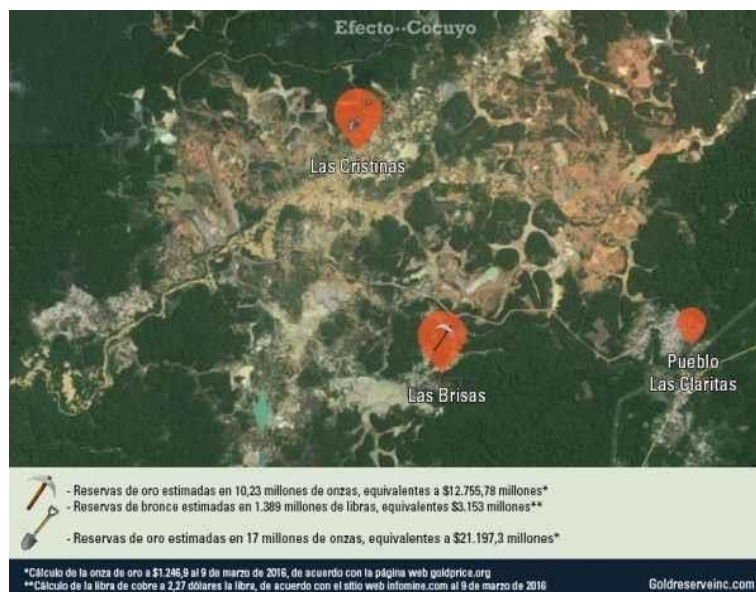 Efecto--Cocuyo
Las Cristinas
Pueblo
Las Claritas
Las Brisas
- Reservas de oro estimadas en 10,23 millones de onzas, equivalentes a $12.755,78 millones*
- Reservas de bronce estimadas en 1.389 millones de libras, equivalentes $3.153 millones**
- Reservas de oro estimadas en 17 millones de onzas, equivalentes a $21.197,3 millones*
*Cálculo de la onza de oro a $1.246,9 al 9 de marzo de 2016, de acuerdo con la página web goldprice.org
**Cálculo de la libra de cobre a 2,27 dólares la libra, de acuerdo con el sitio web infomine.com al 9 de marzo de 2016
Goldreserveinc.com